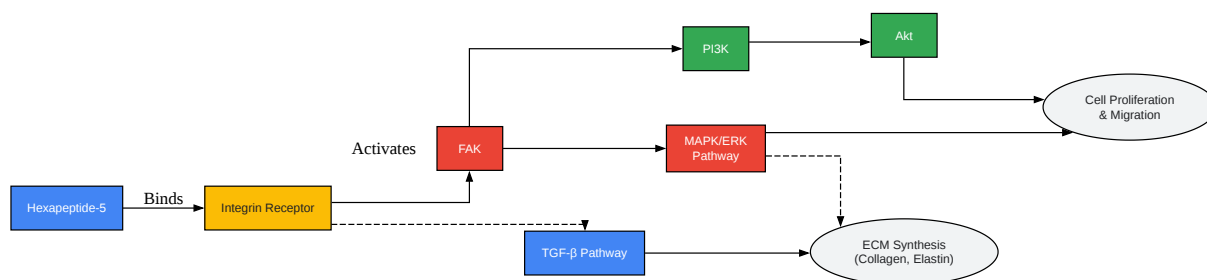 PI3K
Akt
Cell Proliferation
& Migration
Activates
FAK
MAPK/ERK
Pathway
Hexapeptide-5
Binds
Integrin Receptor
TGF-β Pathway
ECM Synthesis
(Collagen, Elastin)